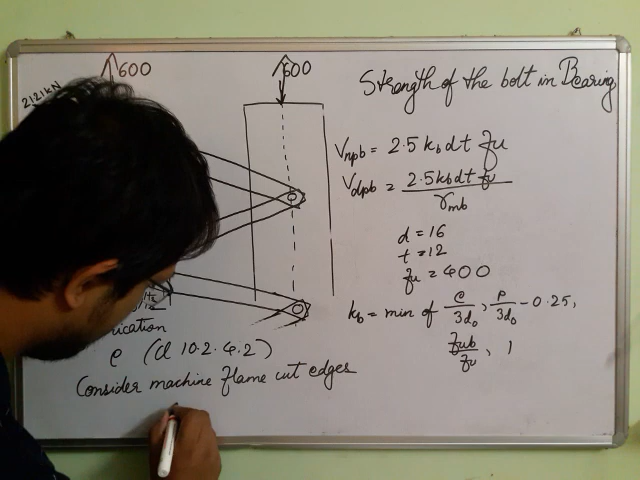 600
600
2121KN
Strength of the bolt in Bearing
Vnpb = 2.5 kb dt fu
Vdpb = 2.5kbdt fu / γmb
d = 16
t = 12
fu = 400
kb = min of e/3d₀, P/3d₀ - 0.25,
fub/fu, 1
ication
e (cl 10.2.4.2)
Consider machine flame cut edges